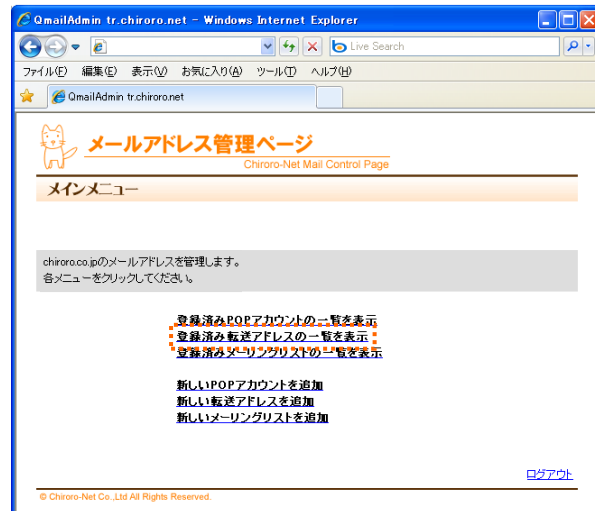 QmailAdmin tr.chiroro.net - Windows Internet Explorer
Live Search
ファイル(F) 編集(E) 表示(V) お気に入り(A) ツール(T) ヘルプ(H)
QmailAdmin tr.chiroro.net
メールアドレス管理ページ
Chiroro-Net Mail Control Page
メインメニュー
chiroro.co.jpのメールアドレスを管理します。
各メニューをクリックしてください。
登録済みPOPアカウントの一覧を表示
登録済み転送アドレスの一覧を表示
登録済みメーリングリストの一覧を表示
新しいPOPアカウントを追加
新しい転送アドレスを追加
新しいメーリングリストを追加
ログアウト
© Chiroro-Net Co.,Ltd All Rights Reserved.